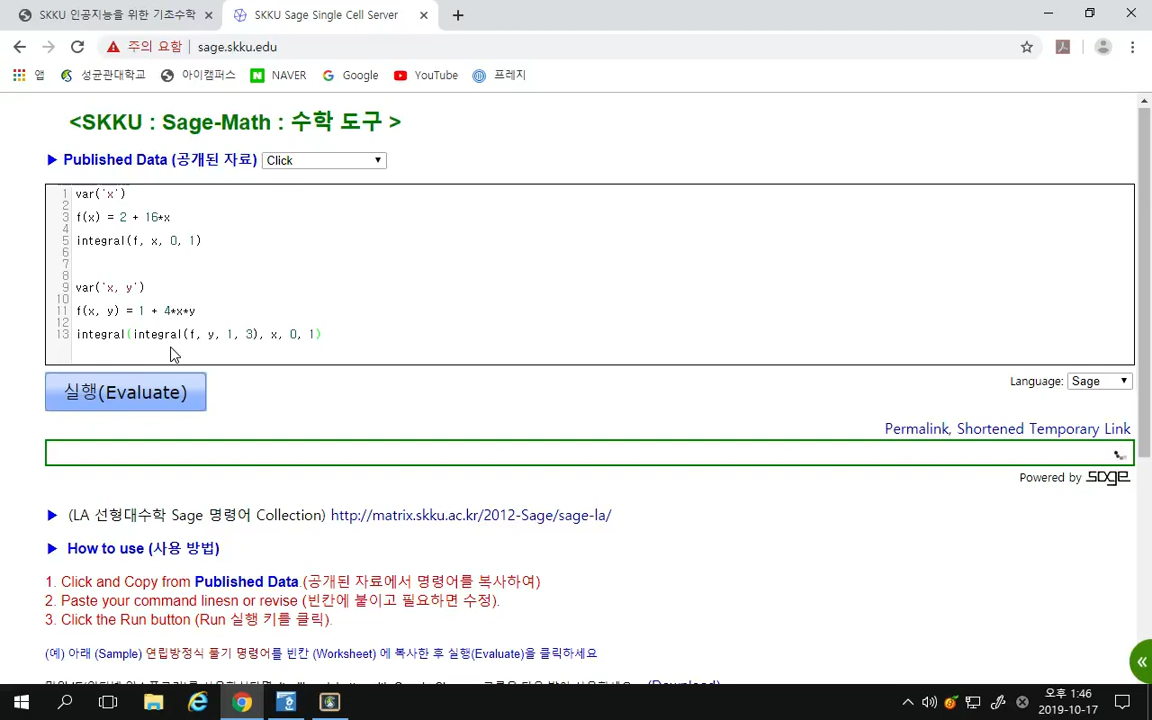 SKKU 인공지능을 위한 기초수학
SKKU Sage Single Cell Server
주의 요함
sage.skku.edu
앱
성균관대학교
아이캠퍼스
NAVER
Google
YouTube
프레지
<SKKU : Sage-Math : 수학 도구 >
Published Data (공개된 자료)
Click
1 var('x')
2
3 f(x) = 2 + 16*x
4
5 integral(f, x, 0, 1)
6
7
8
9 var('x, y')
10
11 f(x, y) = 1 + 4*x*y
12
13 integral(integral(f, y, 1, 3), x, 0, 1)
실행(Evaluate)
Language: Sage
Permalink, Shortened Temporary Link
Powered by sage
(LA 선형대수학 Sage 명령어 Collection) http://matrix.skku.ac.kr/2012-Sage/sage-la/
How to use (사용 방법)
1. Click and Copy from Published Data.(공개된 자료에서 명령어를 복사하여)
2. Paste your command linesn or revise (빈칸에 붙이고 필요하면 수정).
3. Click the Run button (Run 실행 키를 클릭).
(예) 아래 (Sample) 연립방정식 풀기 명령어를 빈칸 (Worksheet) 에 복사한 후 실행(Evaluate)을 클릭하세요
(Download)
오후 1:46
2019-10-17